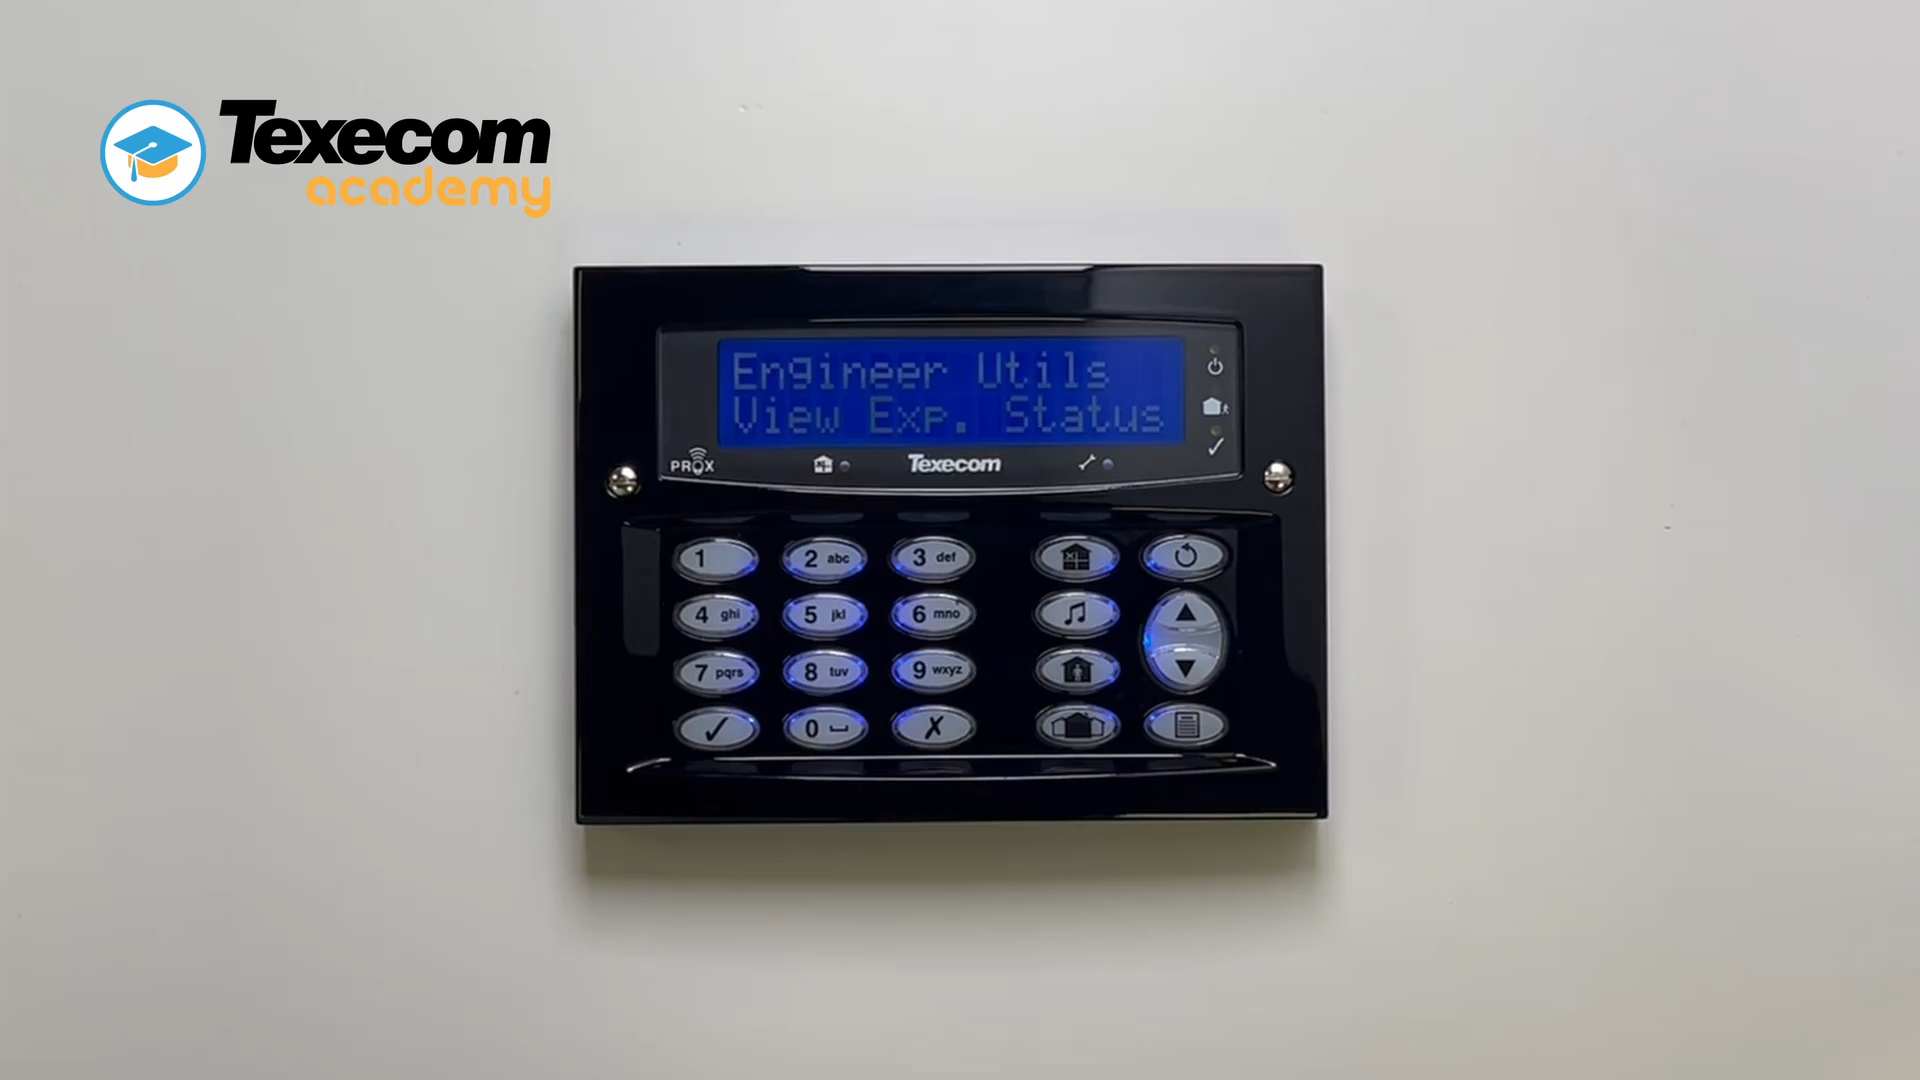 Texecom
academy
Engineer Utils
View Exp. Status
PROX
Texecom
1
2 abc
3 def
4 ghi
5 jkl
6 mno
7 pqrs
8 tuv
9 wxyz
0